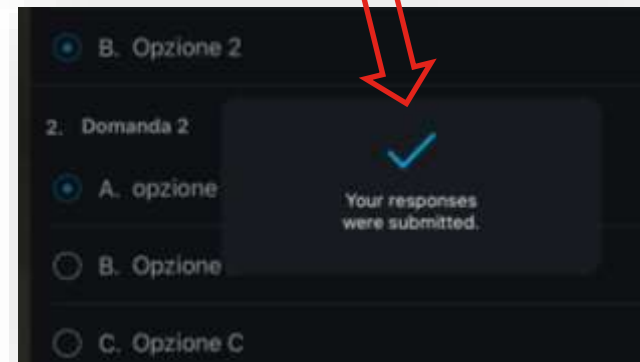 B. Opzione 2
2. Domanda 2
A. opzione
Your responses
were submitted.
B. Opzione
C. Opzione C